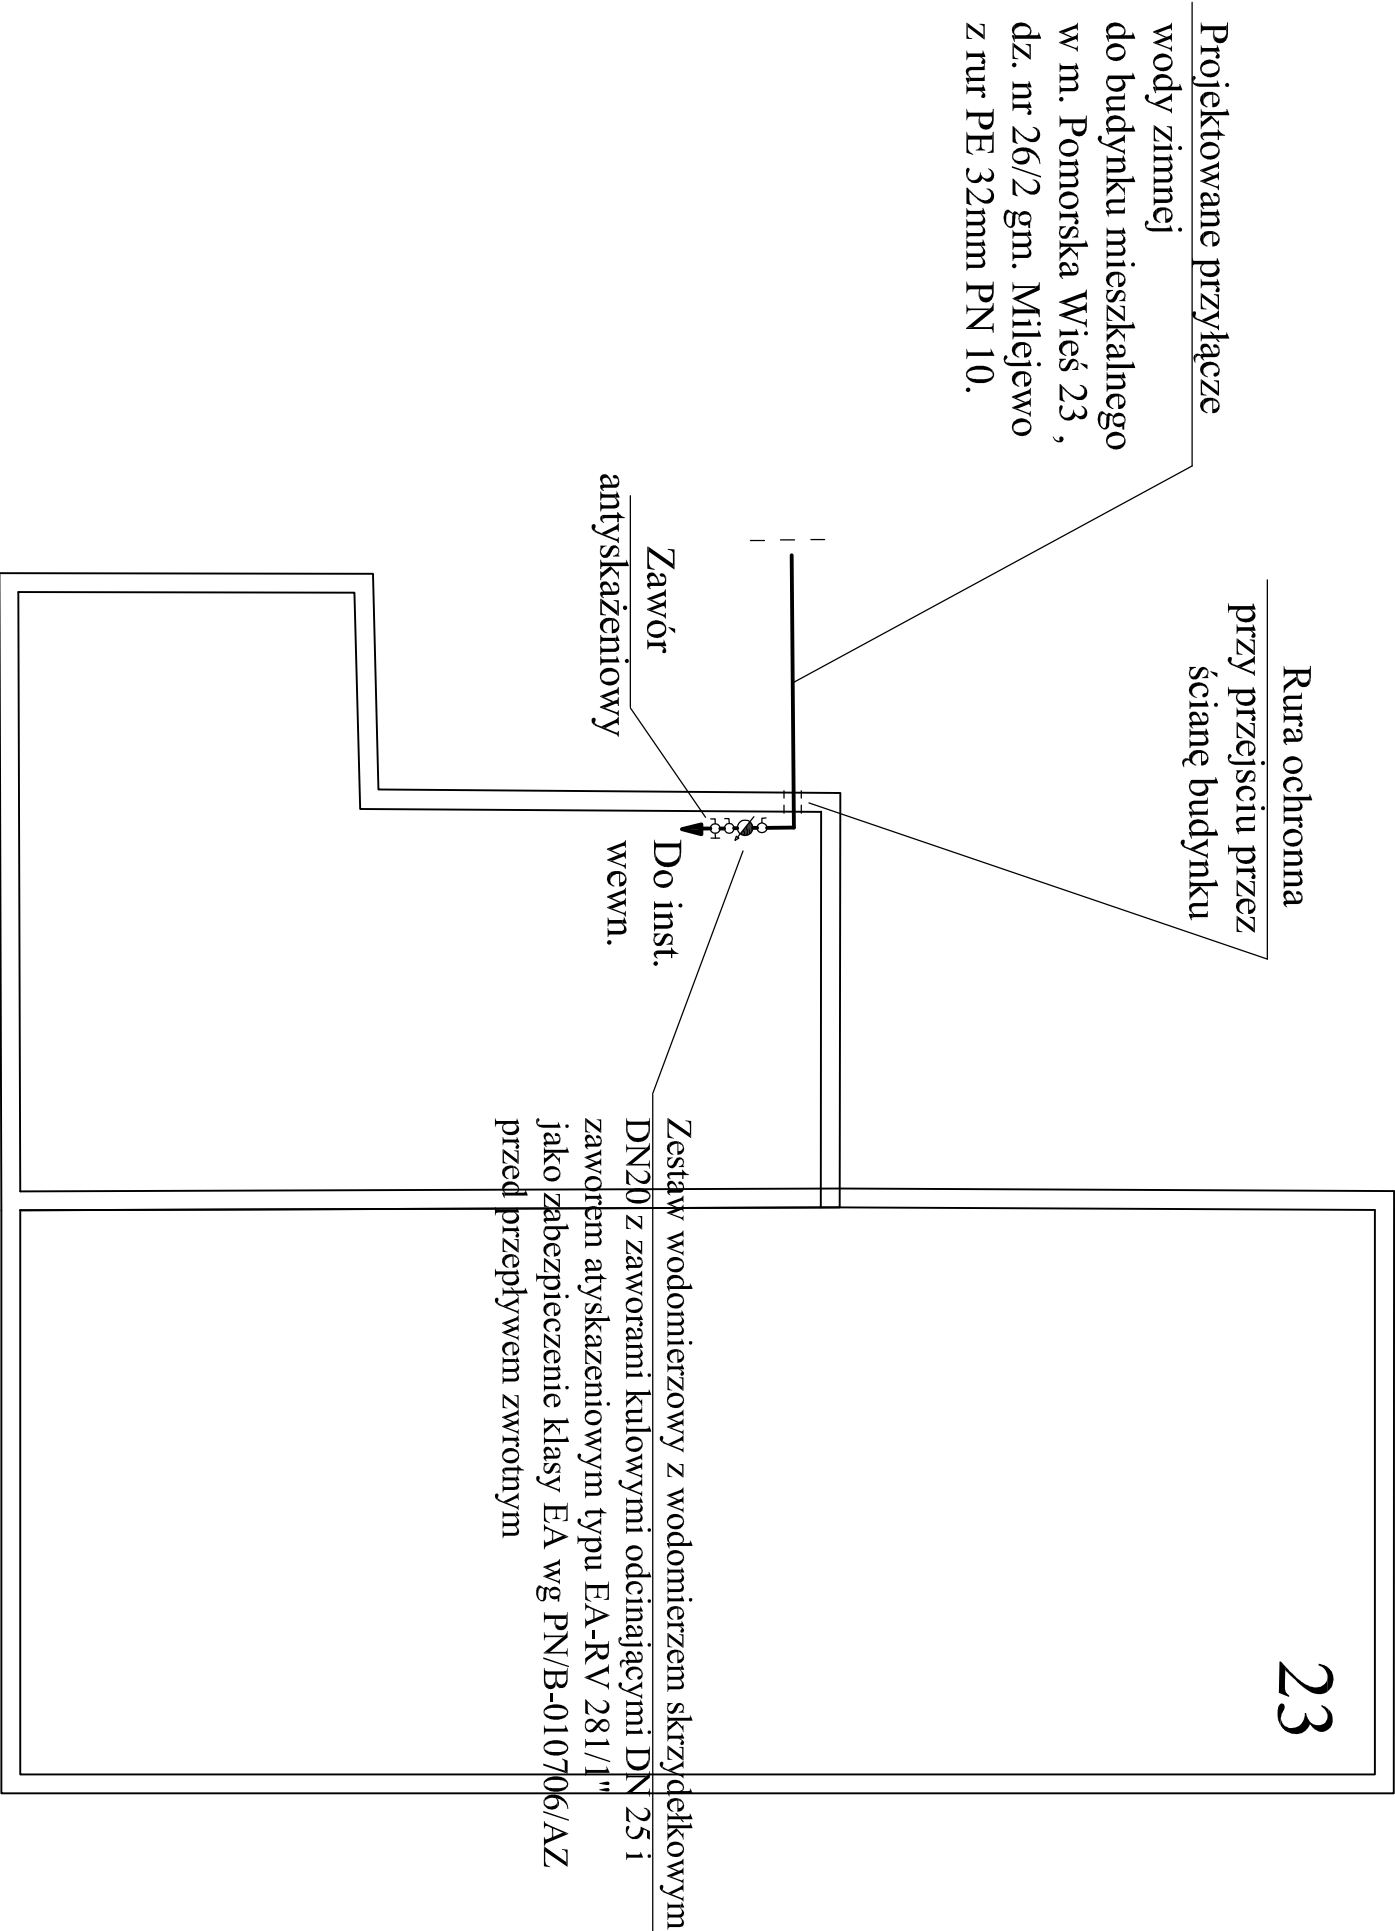 Projektowane przyłącze
wody zimnej
do budynku mieszkalnego
w m. Pomorska Wieś 23 ,
dz. nr 26/2 gm. Milejewo
z rur PE 32mm PN 10.
Rura ochronna
przy przejsciu przez
ścianę budynku
Zawór
antyskażeniowy
Do inst.
wewn.
Zestaw wodomierzowy z wodomierzem skrzydełkowym
DN20 z zaworami kulowymi odcinającymi DN 25 i
zaworem atyskazeniowym typu EA-RV 281/1"
jako zabezpieczenie klasy EA wg PN/B-010706/AZ
przed przepływem zwrotnym
23